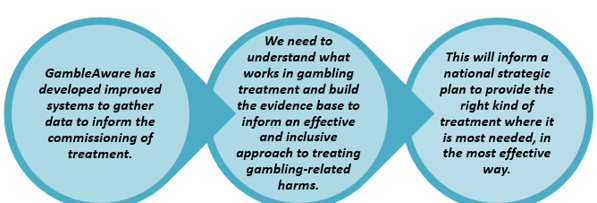 GambleAware has
developed improved
systems to gather
data to inform the
commissioning of
treatment.
We need to
understand what
works in gambling
treatment and build
the evidence base to
inform an effective
and inclusive
approach to treating
gambling-related
harms.
This will inform a
national strategic
plan to provide the
right kind of
treatment where it
is most needed, in
the most effective
way.